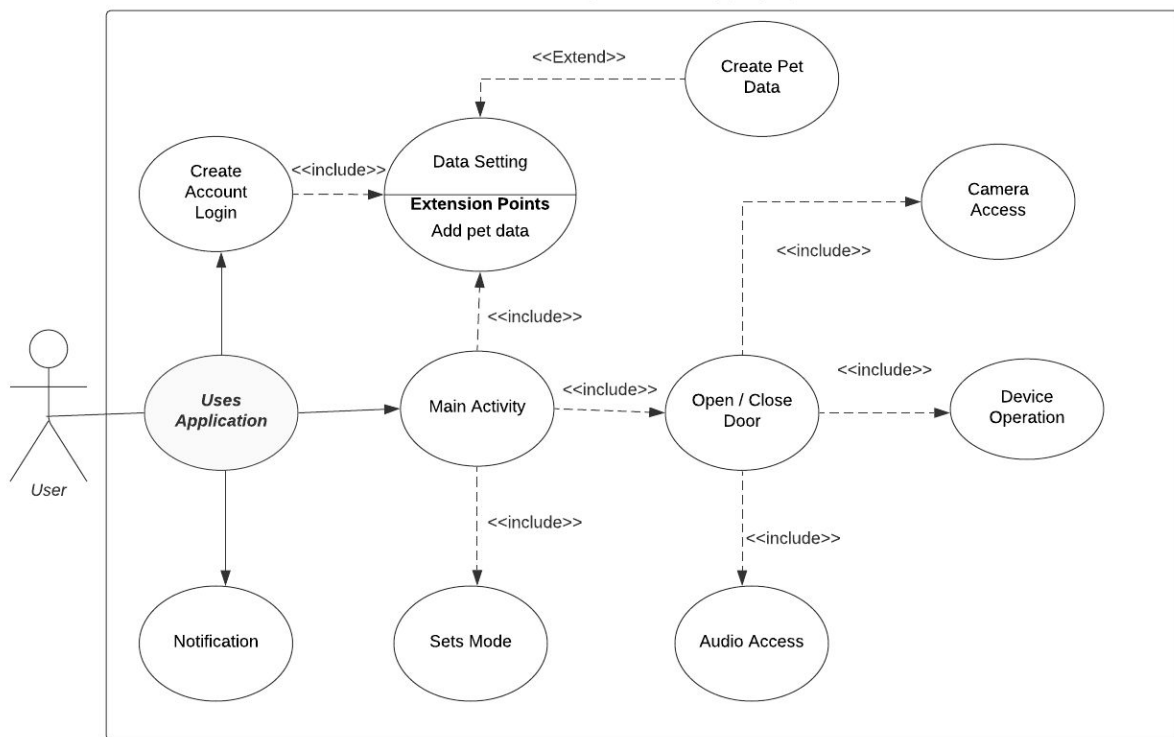 <<Extend>>
Create Pet
Data
Create
Account
Login
<<include>>
Data Setting
Extension Points
Add pet data
Camera
Access
<<include>>
<<include>>
User
Uses
Application
Main Activity
<<include>>
Open / Close
Door
<<include>>
Device
Operation
<<include>>
<<include>>
Notification
Sets Mode
Audio Access